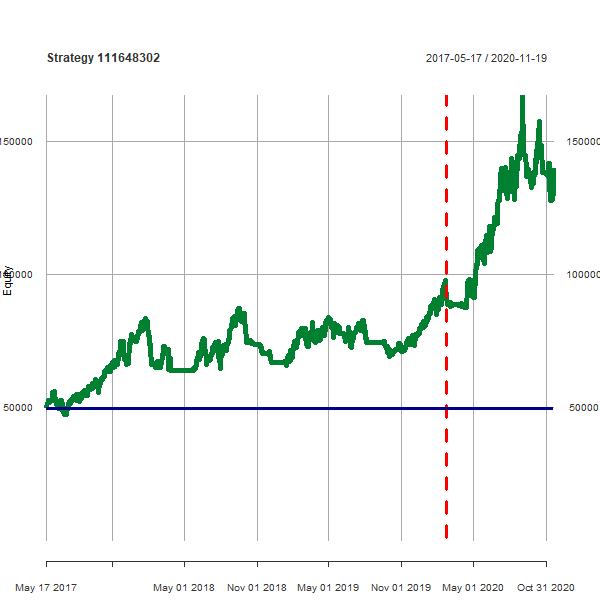 Strategy 111648302 2017-05-17 / 2020-11-19
150000 150000
100000 100000
Equity
50000 50000
May 17 2017 May 01 2018 Nov 01 2018 May 01 2019 Nov 01 2019 May 01 2020 Oct 31 2020